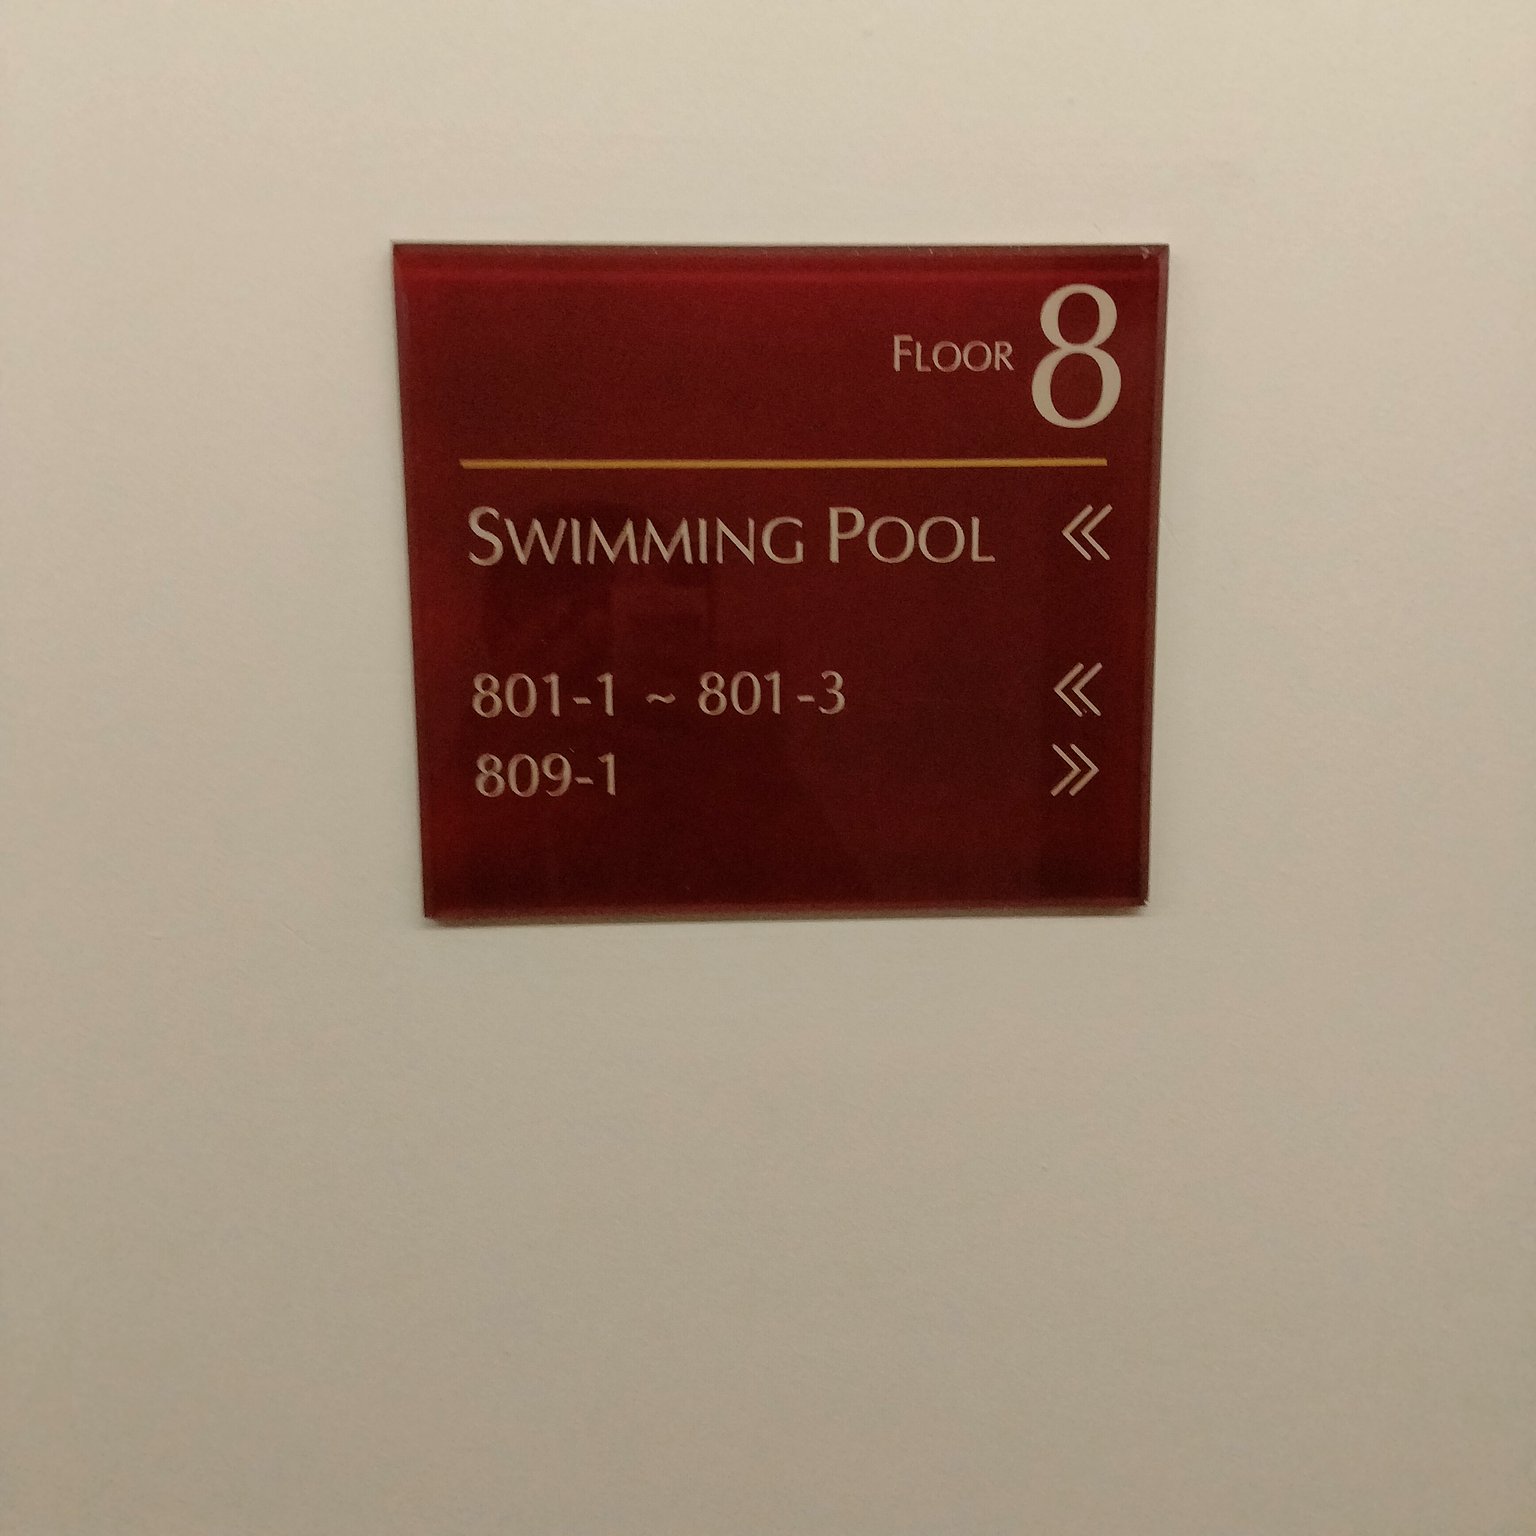 FLOOR 8
SWIMMING POOL «
801-1 ~ 801-3 «
809-1 »